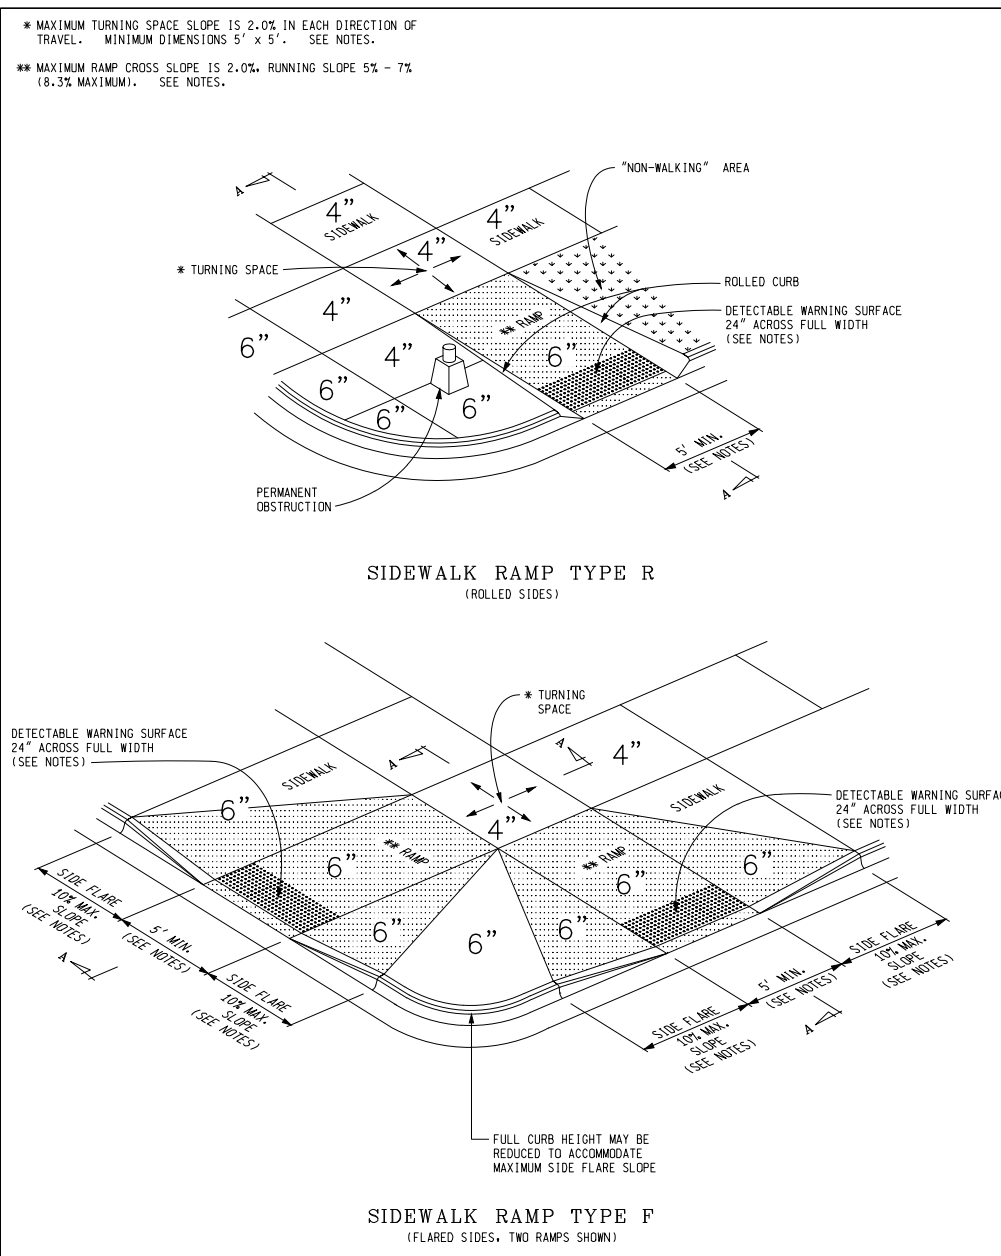 * MAXIMUM TURNING SPACE SLOPE IS 2.0% IN EACH DIRECTION OF
TRAVEL. MINIMUM DIMENSIONS 5' x 5'. SEE NOTES.
** MAXIMUM RAMP CROSS SLOPE IS 2.0%, RUNNING SLOPE 5% - 7%
(8.3% MAXIMUM). SEE NOTES.
"NON-WALKING" AREA
A
4"
SIDEWALK
4"
SIDEWALK
4"
* TURNING SPACE
ROLLED CURB
4"
** RAMP
DETECTABLE WARNING SURFACE
24" ACROSS FULL WIDTH
(SEE NOTES)
6"
4"
6"
6"
6"
6"
5' MIN.
(SEE NOTES)
A
PERMANENT
OBSTRUCTION
SIDEWALK RAMP TYPE R
(ROLLED SIDES)
* TURNING
SPACE
DETECTABLE WARNING SURFACE
24" ACROSS FULL WIDTH
(SEE NOTES)
A
A
4"
SIDEWALK
SIDEWALK
DETECTABLE WARNING SURFAC
24" ACROSS FULL WIDTH
(SEE NOTES)
6"
4"
** RAMP
6"
** RAMP
6"
6"
6"
6"
6"
SIDE FLARE
10% MAX.
SLOPE
(SEE NOTES)
5' MIN.
(SEE NOTES)
SIDE FLARE
10% MAX.
SLOPE
(SEE NOTES)
A
SIDE FLARE
10% MAX.
SLOPE
(SEE NOTES)
5' MIN.
(SEE NOTES)
SIDE FLARE
10% MAX.
SLOPE
(SEE NOTES)
A
FULL CURB HEIGHT MAY BE
REDUCED TO ACCOMMODATE
MAXIMUM SIDE FLARE SLOPE
SIDEWALK RAMP TYPE F
(FLARED SIDES, TWO RAMPS SHOWN)